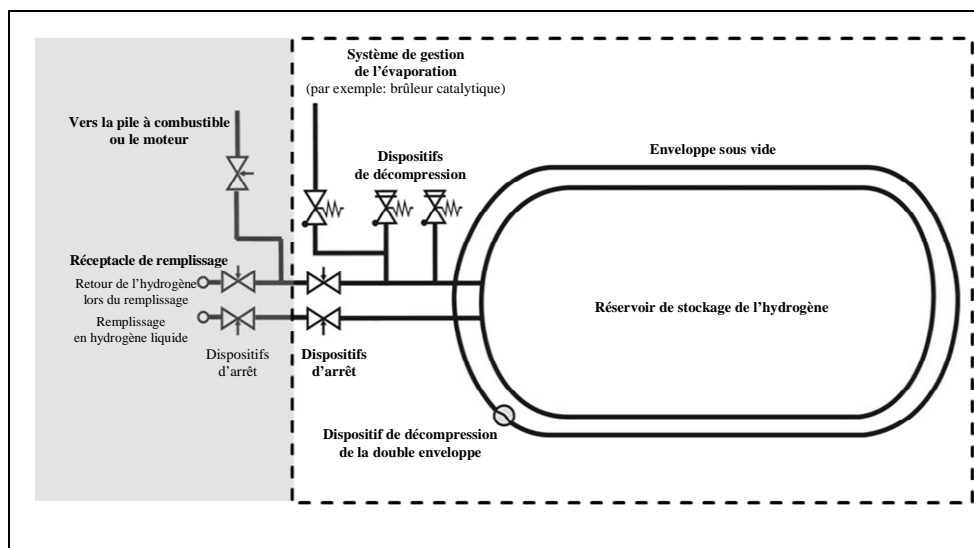 Système de gestion
de l'évaporation
(par exemple: brûleur catalytique)
Vers la pile à combustible
ou le moteur
Dispositifs
de décompression
Enveloppe sous vide
Réceptacle de remplissage
Retour de l'hydrogène
lors du remplissage
Remplissage
en hydrogène liquide
Dispositifs
d'arrêt
Dispositifs
d'arrêt
Réservoir de stockage de l'hydrogène
Dispositif de décompression
de la double enveloppe